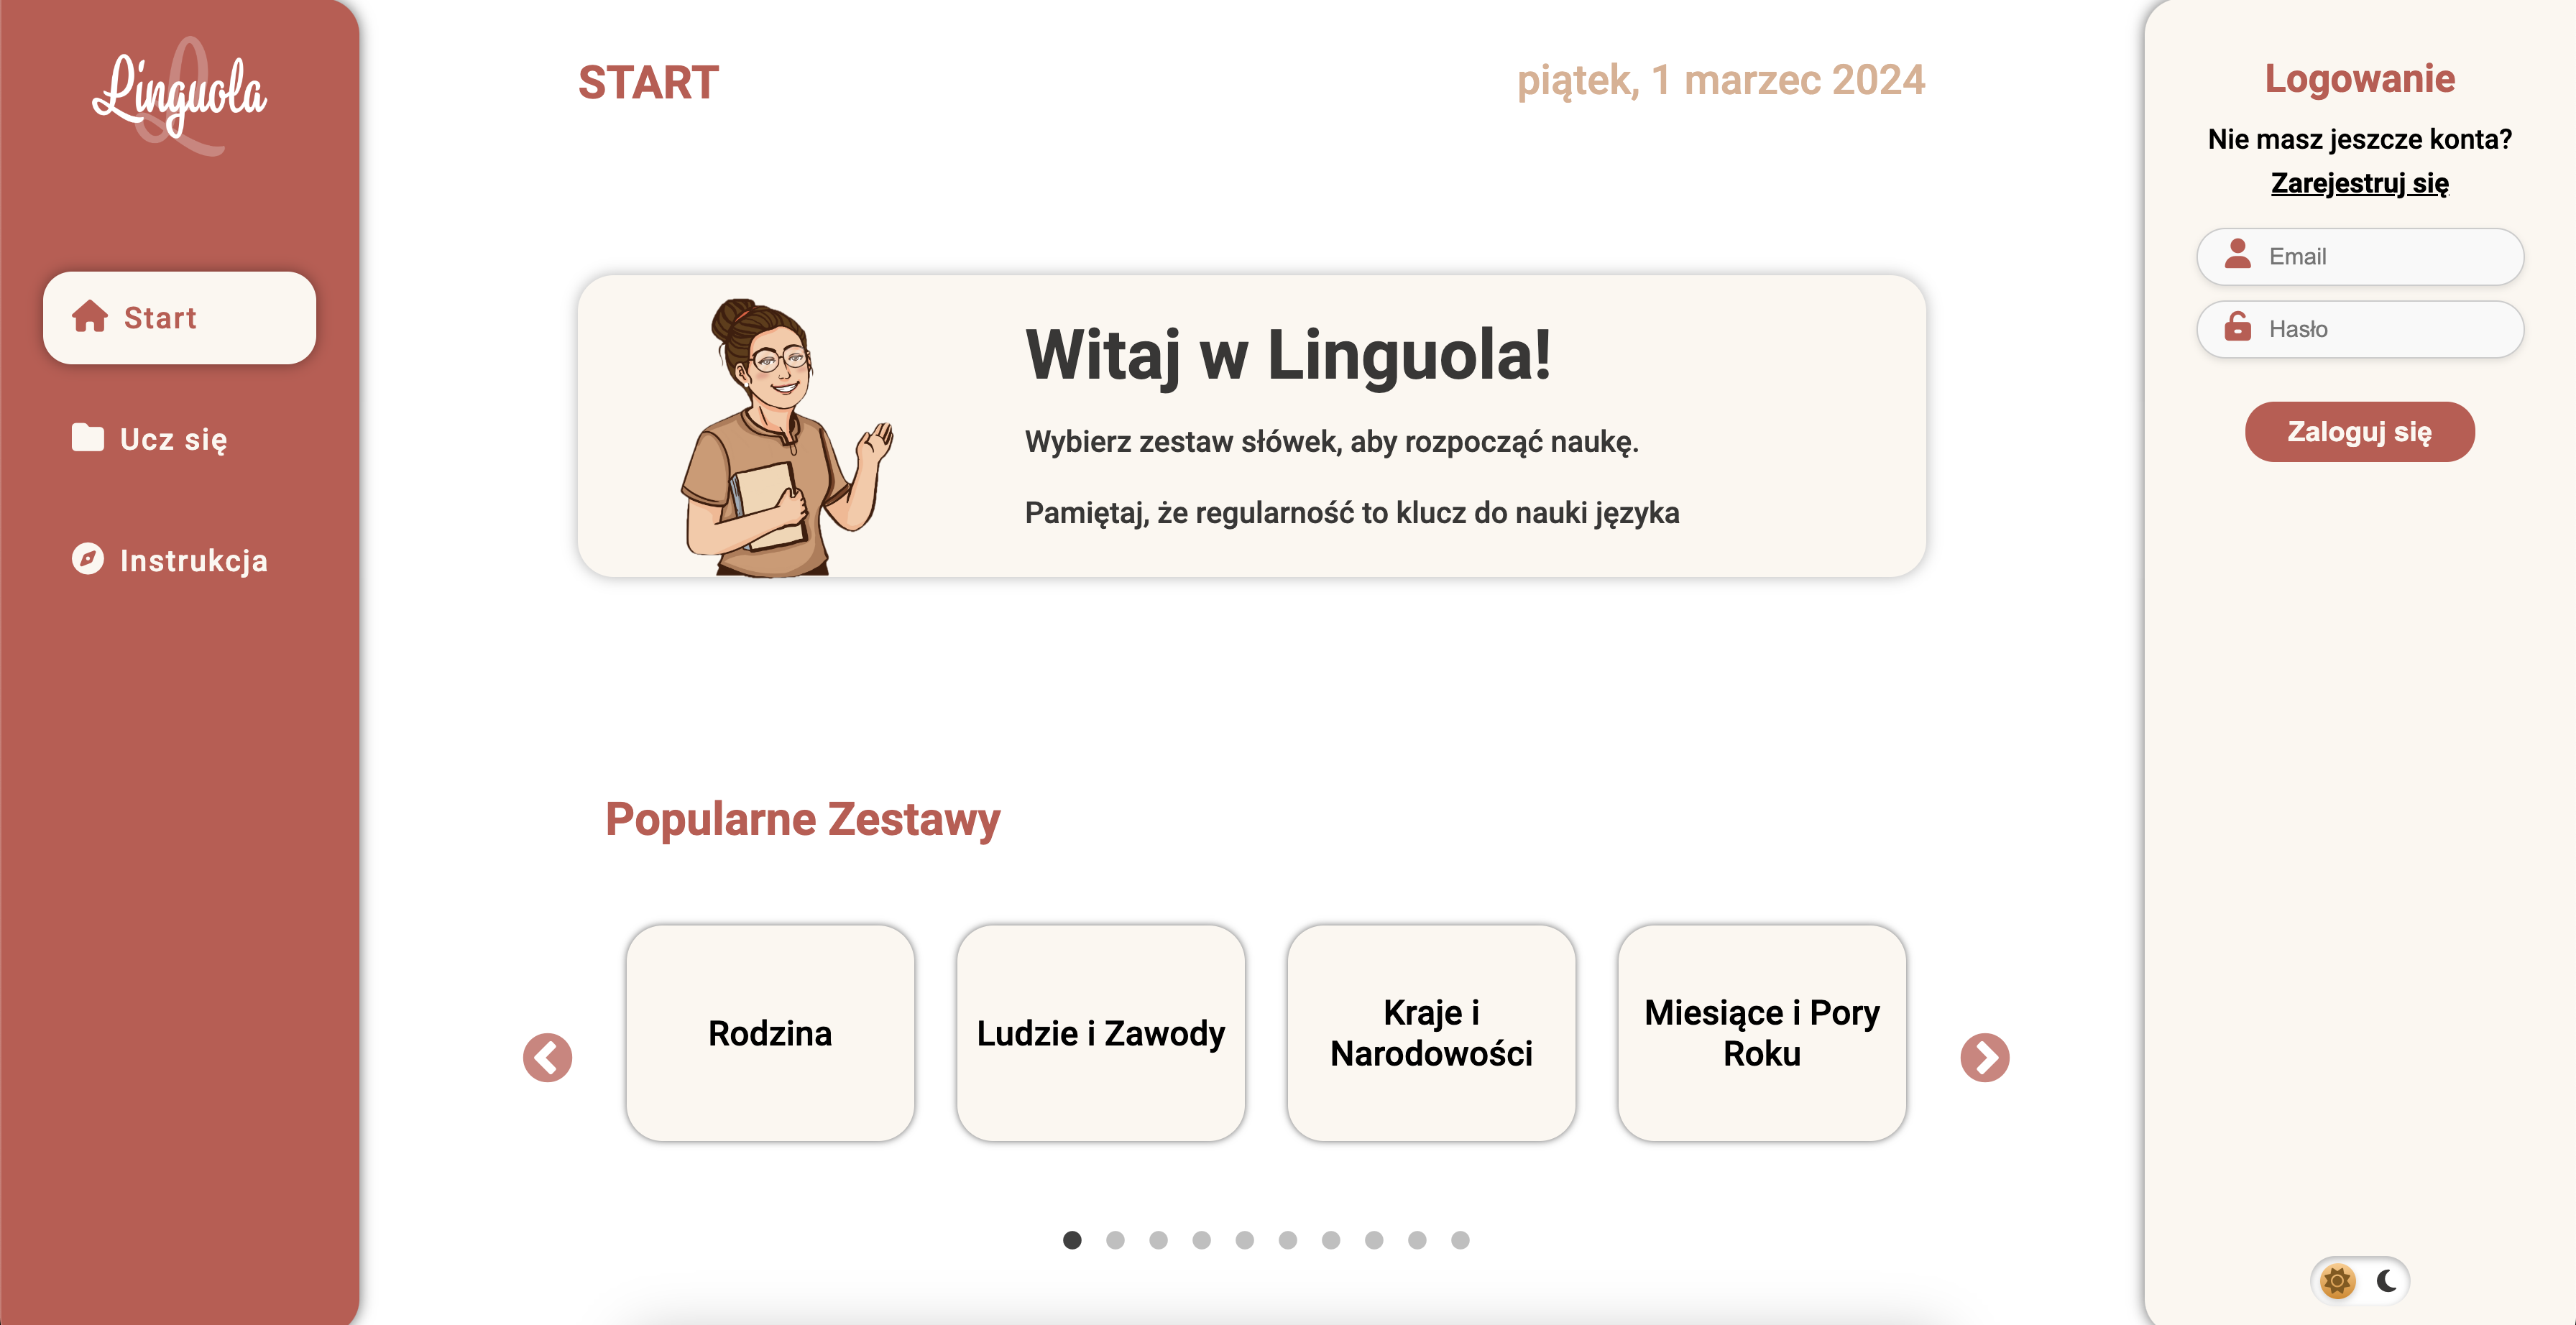 Linguola
Start
Ucz się
Instrukcja
START
piątek, 1 marzec 2024
Witaj w Linguola!
Wybierz zestaw słówek, aby rozpocząć naukę.
Pamiętaj, że regularność to klucz do nauki języka
Popularne Zestawy
Rodzina
Ludzie i Zawody
Kraje i
Narodowości
Miesiące i Pory
Roku
Logowanie
Nie masz jeszcze konta?
Zarejestruj się
Email
Hasło
Zaloguj się